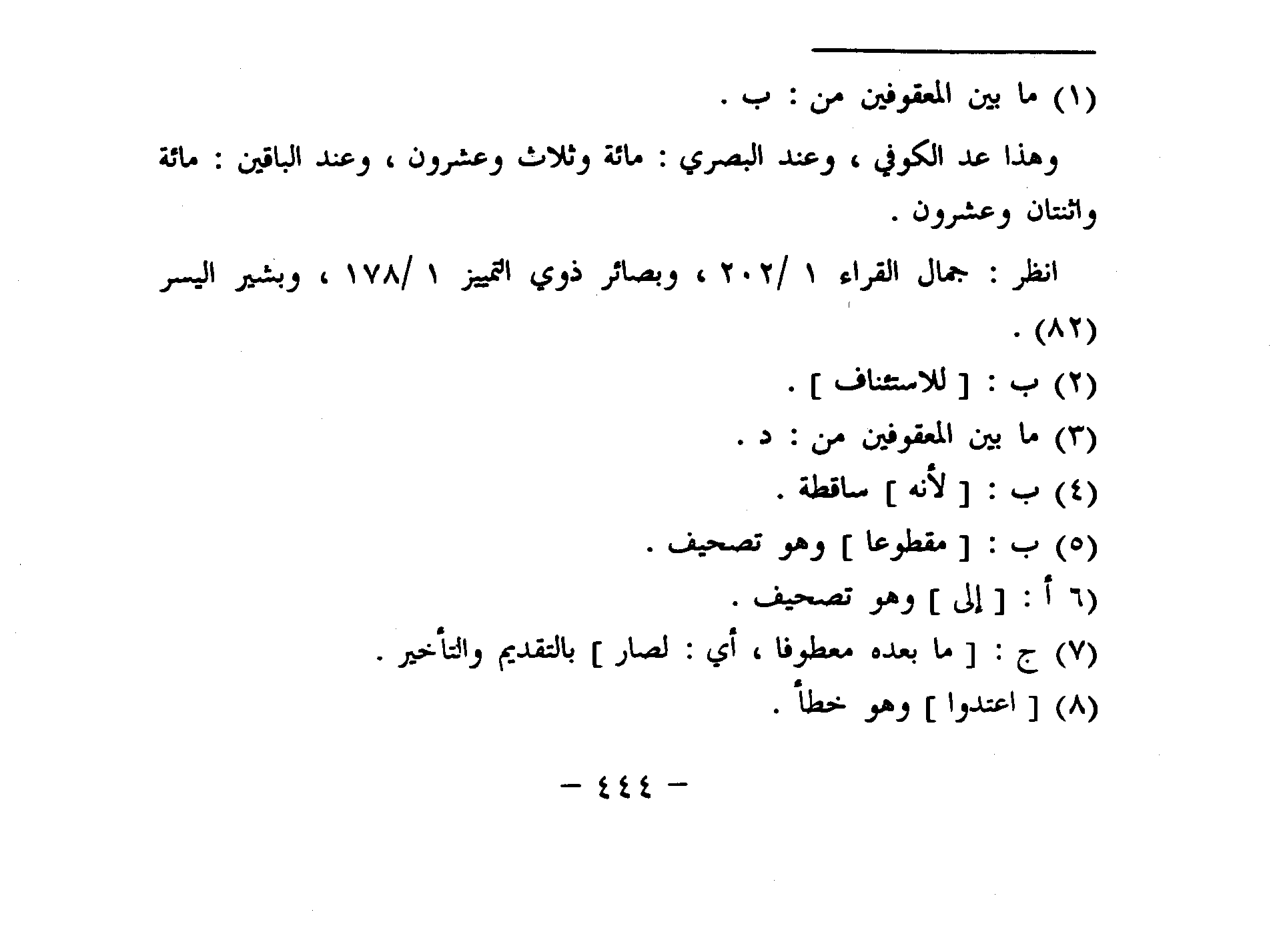 (١) ما بين المعقوفين من : ب .
وهذا عد الكوفي ، وعند البصري : مائة وثلاث وعشرون ، وعند الباقين : مائة
واثنتان وعشرون .
انظر : جمال القراء ١ /٢٠٢ ، وبصائر ذوي التمييز ١ /١٧٨ ، وبشير اليسر
(٨٢) .
(٢) ب : [ للاستئناف ] .
(٣) ما بين المعقوفين من : د .
(٤) ب : [ لأنه ] ساقطة .
(٥) ب : [ مقطوعا ] وهو تصحيف .
(٦ أ : [ إلى ] وهو تصحيف .
(٧) ج : [ ما بعده معطوفا ، أي : لصار ] بالتقديم والتأخير .
(٨) [ اعتدوا ] وهو خطأ .
– ٤٤٤ –